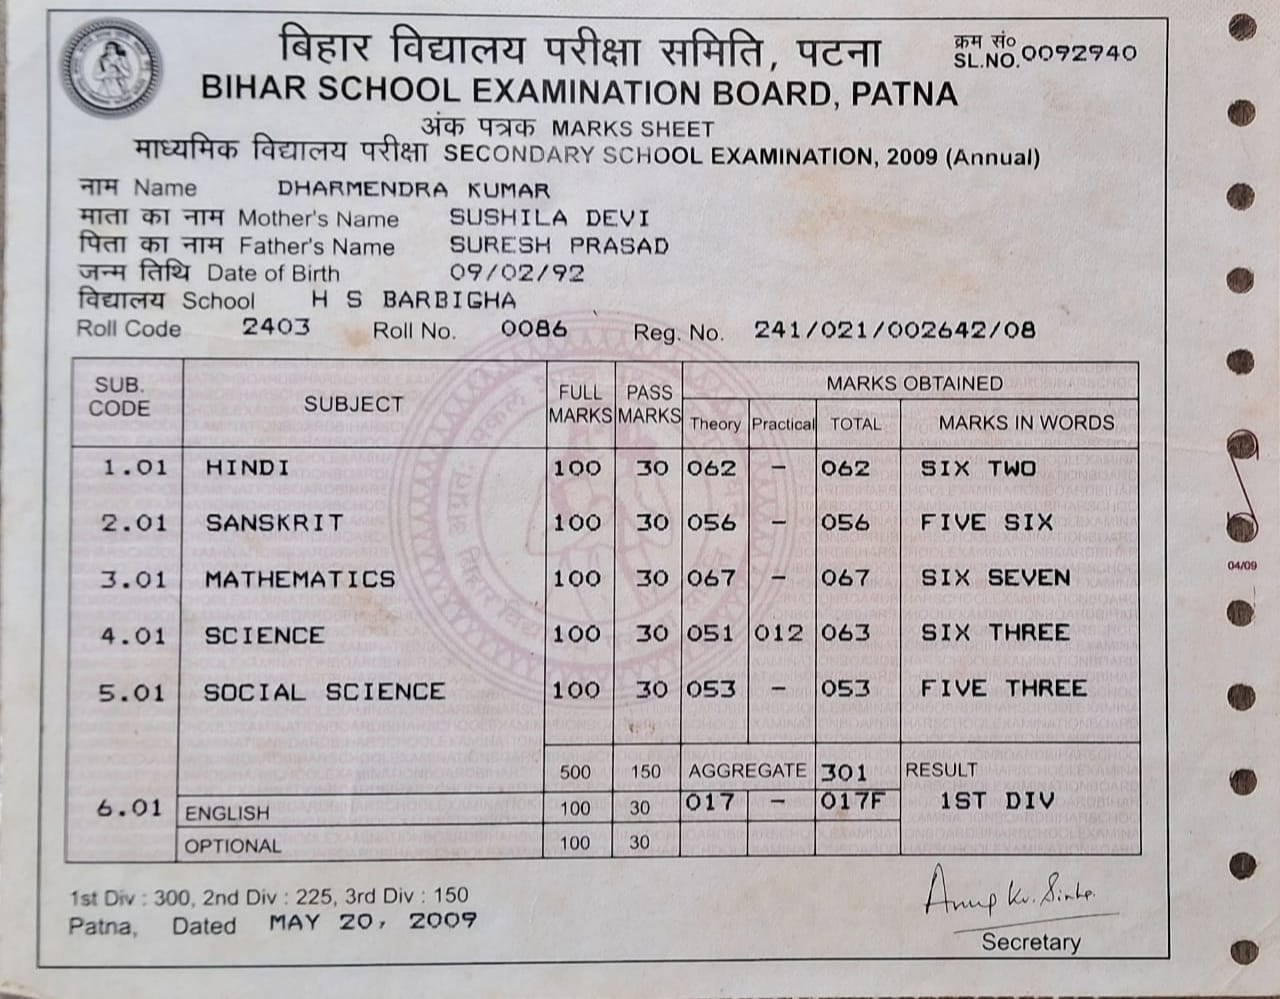 बिहार विद्यालय परीक्षा समिति, पटना
क्रम सं० SL.NO. 0092940
BIHAR SCHOOL EXAMINATION BOARD, PATNA
अंक पत्रक MARKS SHEET
माध्यमिक विद्यालय परीक्षा SECONDARY SCHOOL EXAMINATION, 2009 (Annual)
नाम Name DHARMENDRA KUMAR
माता का नाम Mother's Name SUSHILA DEVI
पिता का नाम Father's Name SURESH PRASAD
जन्म तिथि Date of Birth 09/02/92
विद्यालय School H S BARBIGHA
Roll Code 2403 Roll No. 0086 Reg. No. 241/021/002642/08
SUB. CODE SUBJECT FULL MARKS PASS MARKS MARKS OBTAINED
Theory Practical TOTAL MARKS IN WORDS
1.01 HINDI 100 30 062 - 062 SIX TWO
2.01 SANSKRIT 100 30 056 - 056 FIVE SIX
3.01 MATHEMATICS 100 30 067 - 067 SIX SEVEN
4.01 SCIENCE 100 30 051 012 063 SIX THREE
5.01 SOCIAL SCIENCE 100 30 053 - 053 FIVE THREE
500 150 AGGREGATE 301 RESULT
6.01 ENGLISH 100 30 017 - 017F 1ST DIV
OPTIONAL 100 30
1st Div : 300, 2nd Div : 225, 3rd Div : 150
Patna, Dated MAY 20, 2009
Anup Kr. Sinha
Secretary
04/09